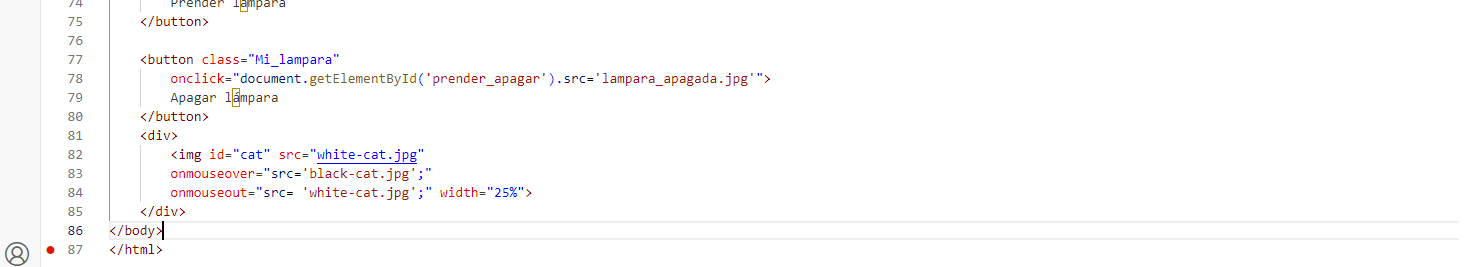 74 Prender lámpara
75 </button>
76
77 <button class="Mi_lampara"
78 onclick="document.getElementById('prender_apagar').src='lampara_apagada.jpg'">
79 Apagar lámpara
80 </button>
81 <div>
82 <img id="cat" src="white-cat.jpg"
83 onmouseover="src='black-cat.jpg';"
84 onmouseout="src= 'white-cat.jpg';" width="25%">
85 </div>
86 </body>
87 </html>